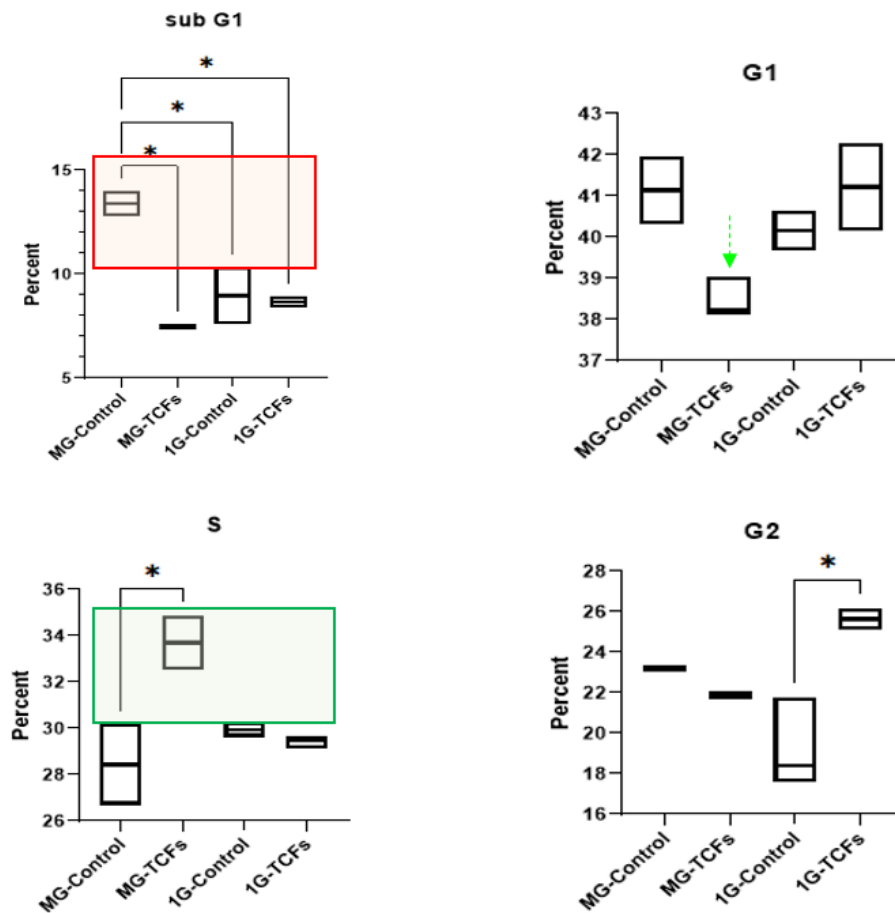 sub G1
*
*
*
15
10
5
Percent
MG-Control
MG-TCFs
1G-Control
1G-TCFs
G1
43
42
41
40
39
38
37
Percent
MG-Control
MG-TCFs
1G-Control
1G-TCFs
S
*
36
34
32
30
28
26
Percent
MG-Control
MG-TCFs
1G-Control
1G-TCFs
G2
*
28
26
24
22
20
18
16
Percent
MG-Control
MG-TCFs
1G-Control
1G-TCFs